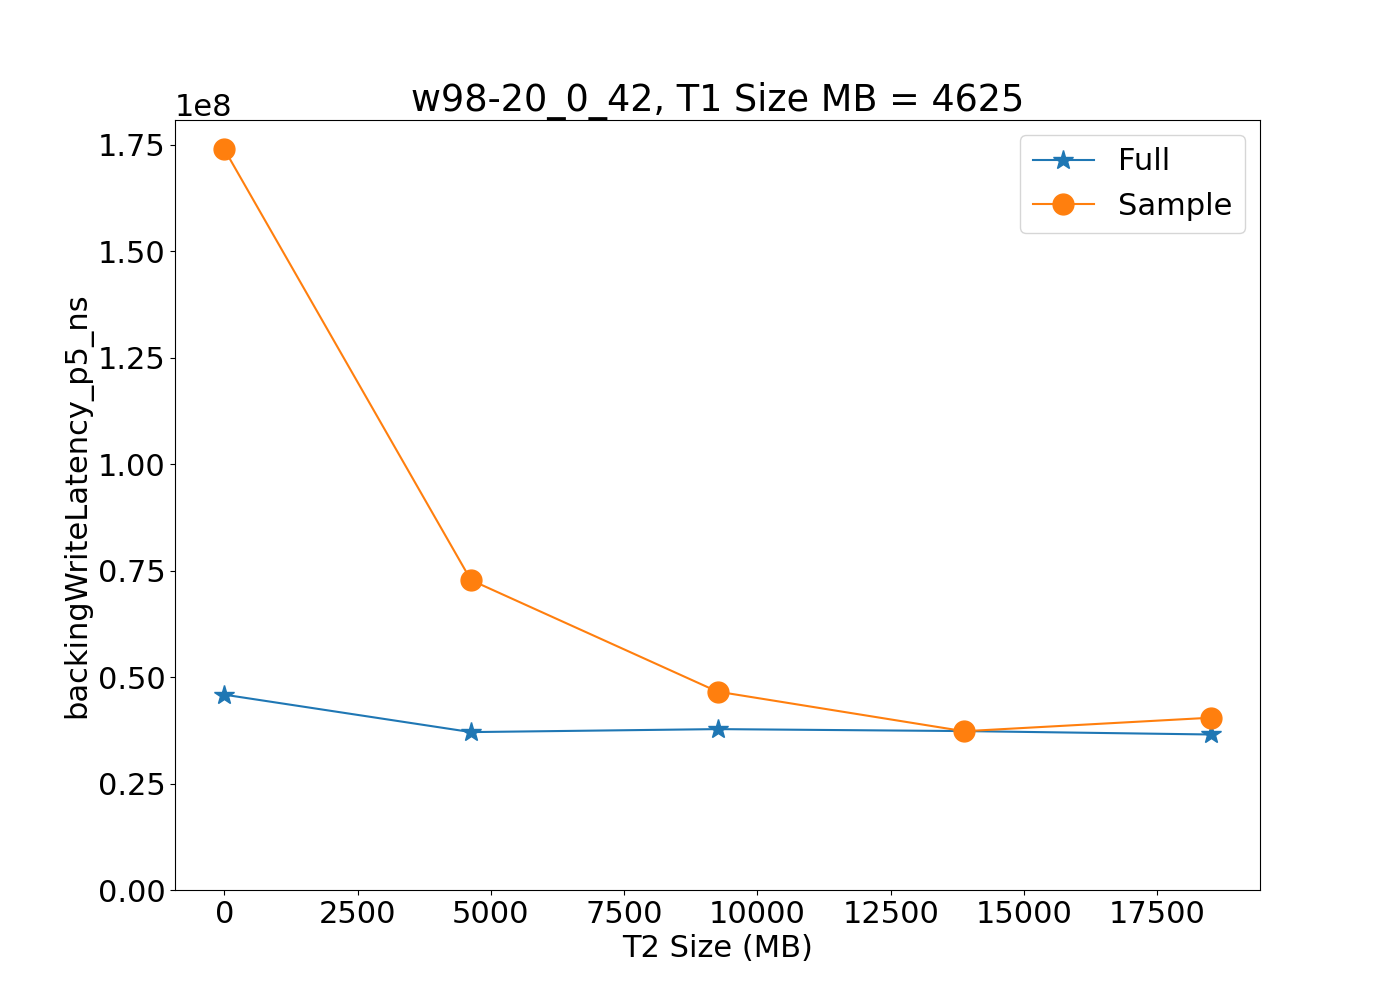 w98-20_0_42, T1 Size MB = 4625
1e8
1.75
1.50
1.25
1.00
0.75
0.50
0.25
0.00
backingWriteLatency_p5_ns
Full
Sample
0 2500 5000 7500 10000 12500 15000 17500
T2 Size (MB)